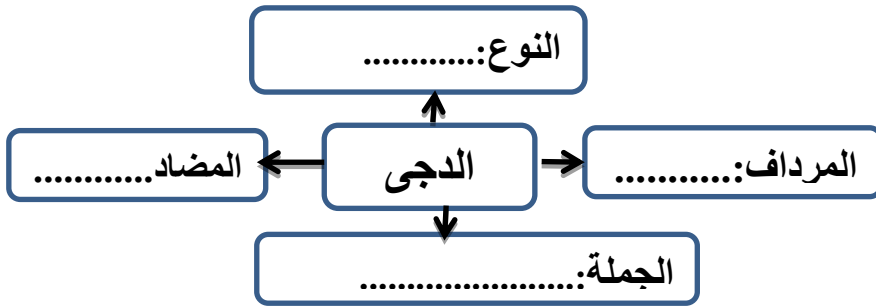 النوع:.............
المرداف:...........
الدجى
المضاد............
الجملة:.......................